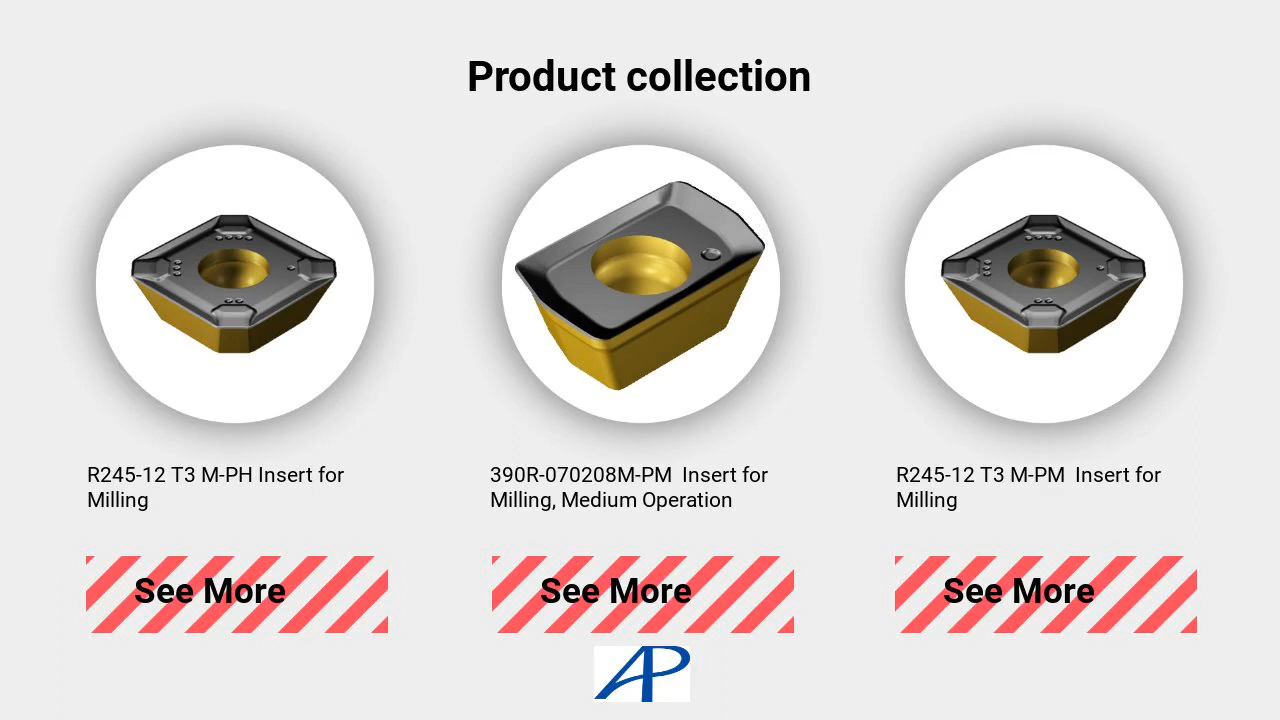 Product collection
R245-12 T3 M-PH Insert for
Milling
390R-070208M-PM  Insert for
Milling, Medium Operation
R245-12 T3 M-PM  Insert for
Milling
See More
See More
See More
AP